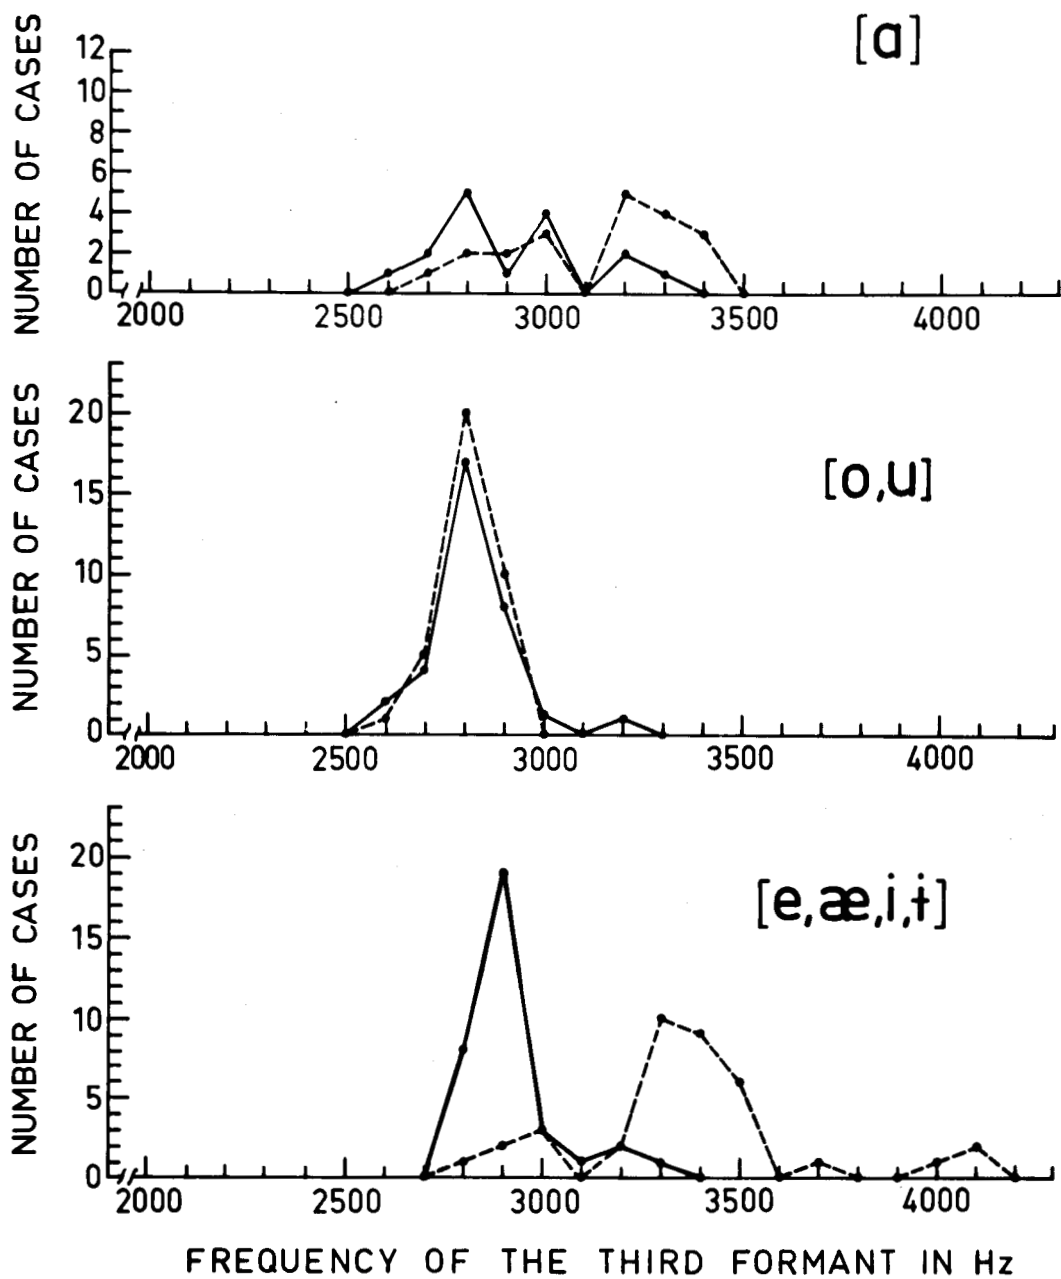 [a]
NUMBER OF CASES
12
10
8
6
4
2
0
2000 2500 3000 3500 4000
[o,u]
NUMBER OF CASES
20
15
10
5
0
2000 2500 3000 3500 4000
[e,æ,i,ɨ]
NUMBER OF CASES
20
15
10
5
0
2000 2500 3000 3500 4000
FREQUENCY OF THE THIRD FORMANT IN Hz